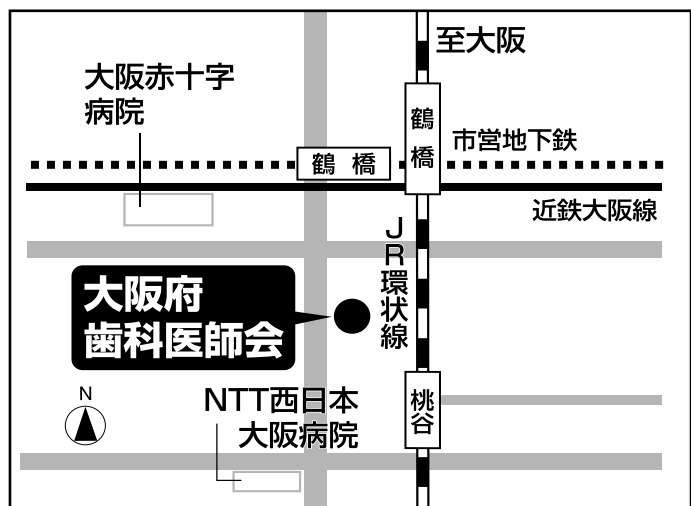 至大阪
大阪赤十字
病院
鶴橋
市営地下鉄
鶴橋
近鉄大阪線
JR環状線
大阪府
歯科医師会
N
NTT西日本
大阪病院
桃谷